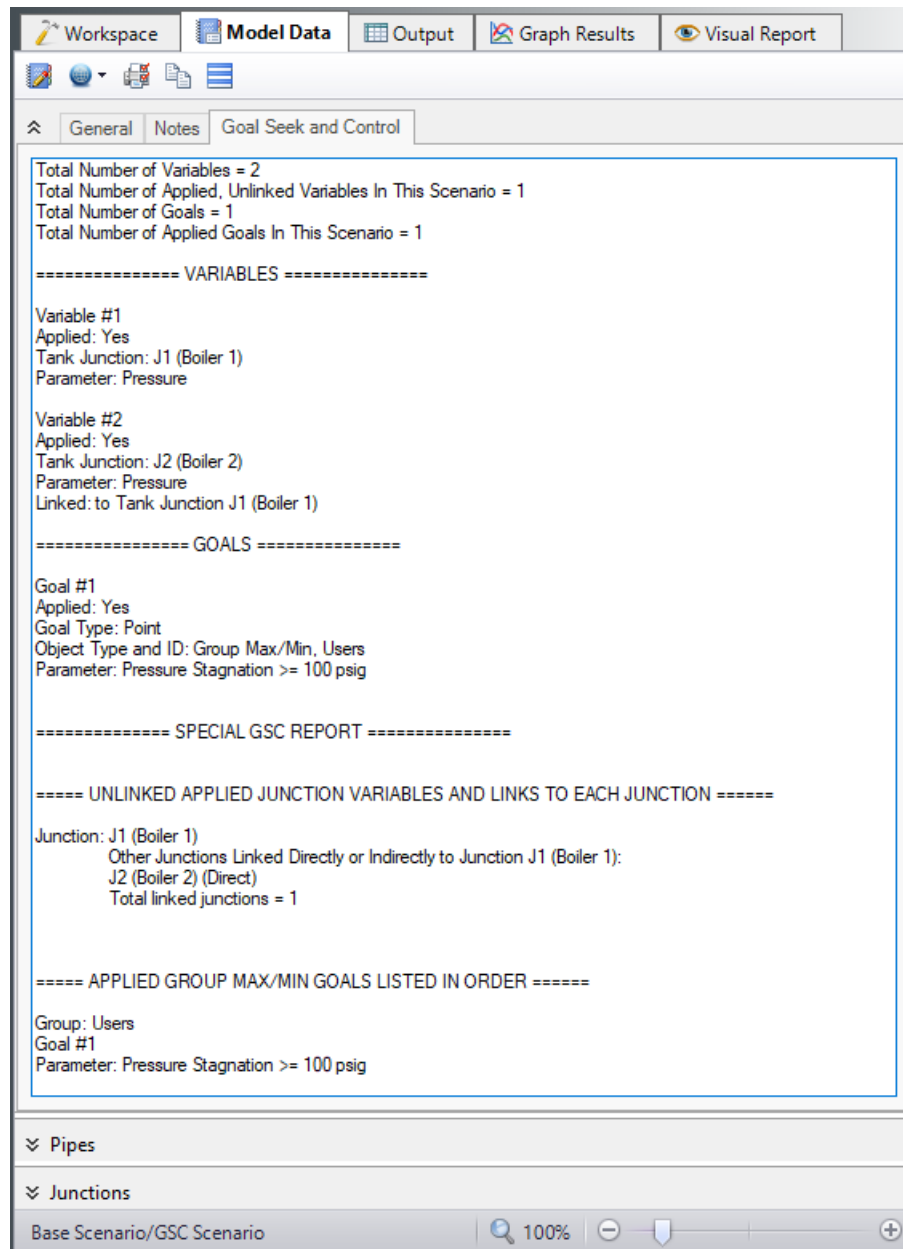 Workspace Model Data Output Graph Results Visual Report
General Notes Goal Seek and Control
Total Number of Variables = 2
Total Number of Applied, Unlinked Variables In This Scenario = 1
Total Number of Goals = 1
Total Number of Applied Goals In This Scenario = 1
=============== VARIABLES ===============
Variable #1
Applied: Yes
Tank Junction: J1 (Boiler 1)
Parameter: Pressure
Variable #2
Applied: Yes
Tank Junction: J2 (Boiler 2)
Parameter: Pressure
Linked: to Tank Junction J1 (Boiler 1)
================ GOALS ===============
Goal #1
Applied: Yes
Goal Type: Point
Object Type and ID: Group Max/Min, Users
Parameter: Pressure Stagnation >= 100 psig
============== SPECIAL GSC REPORT ===============
===== UNLINKED APPLIED JUNCTION VARIABLES AND LINKS TO EACH JUNCTION ======
Junction: J1 (Boiler 1)
Other Junctions Linked Directly or Indirectly to Junction J1 (Boiler 1):
J2 (Boiler 2) (Direct)
Total linked junctions = 1
===== APPLIED GROUP MAX/MIN GOALS LISTED IN ORDER ======
Group: Users
Goal #1
Parameter: Pressure Stagnation >= 100 psig
Pipes
Junctions
Base Scenario/GSC Scenario 100%